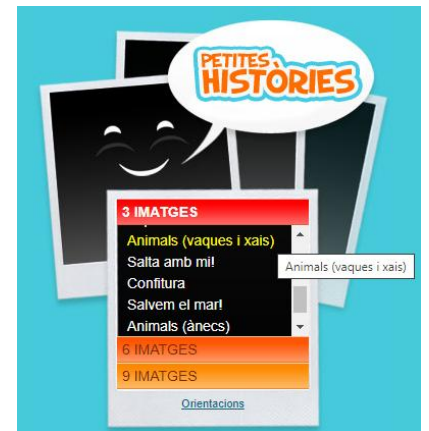 PETITES
HISTÒRIES
3 IMATGES
Animals (vaques i xais)
Salta amb mi!
Animals (vaques i xais)
Confitura
Salvem el mar!
Animals (ànecs)
6 IMATGES
9 IMATGES
Orientacions